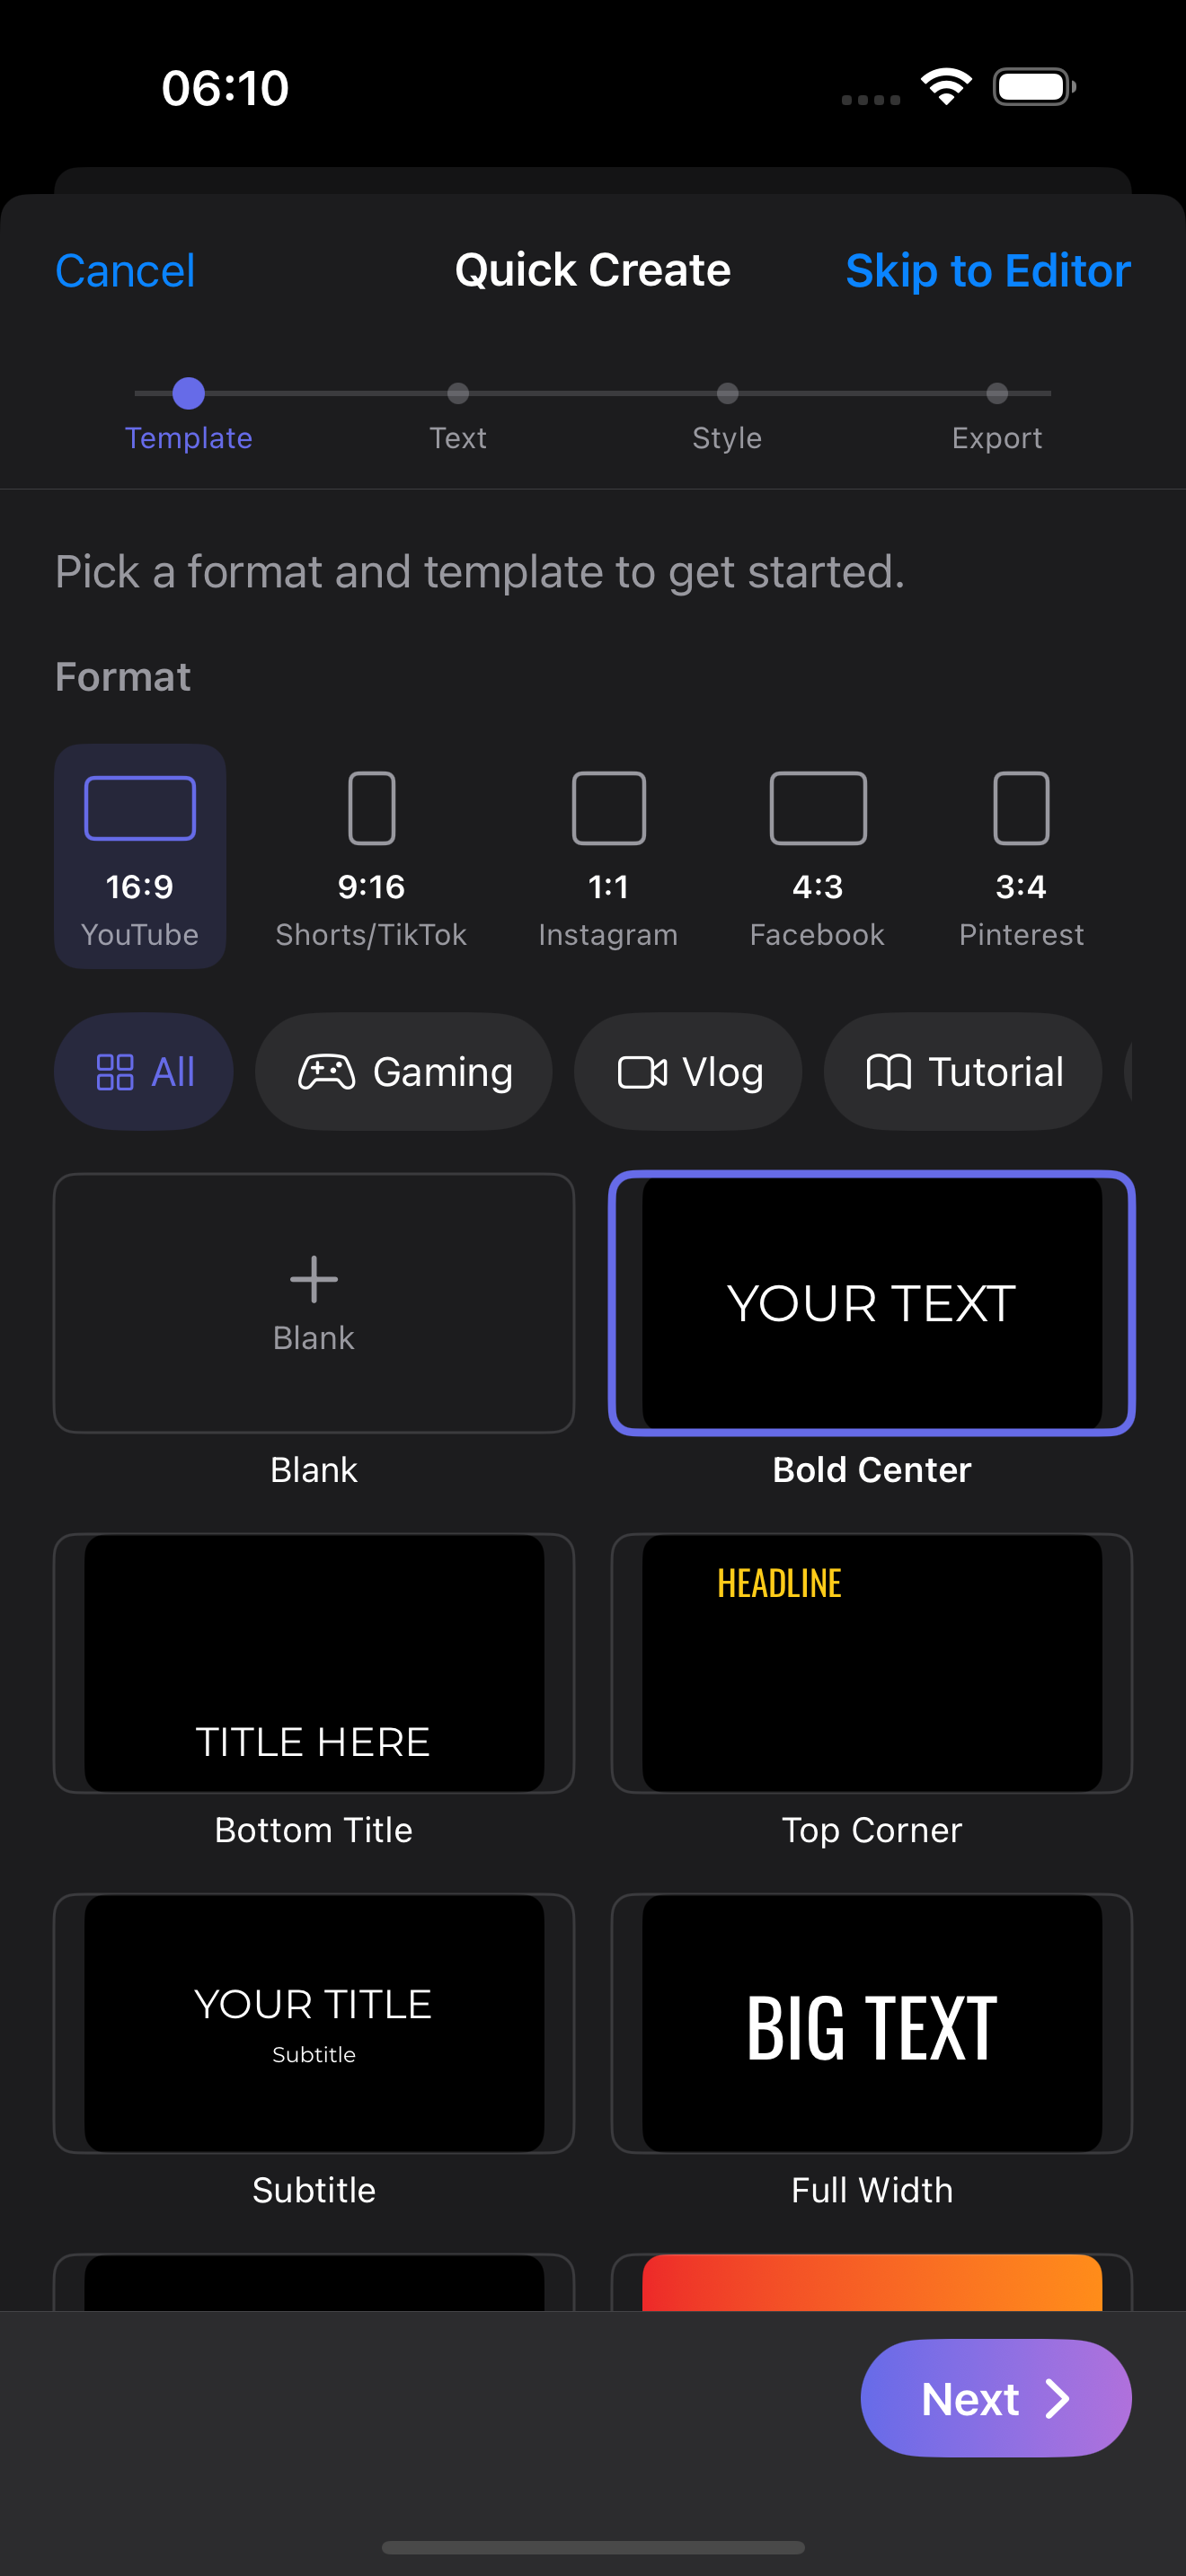 06:10
Cancel Quick Create Skip to Editor
Template Text Style Export
Pick a format and template to get started.
Format
16:9 9:16 1:1 4:3 3:4
YouTube Shorts/TikTok Instagram Facebook Pinterest
All Gaming Vlog Tutorial
Blank
YOUR TEXT
Blank Bold Center
HEADLINE
TITLE HERE
Bottom Title Top Corner
YOUR TITLE
Subtitle
BIG TEXT
Subtitle Full Width
Next